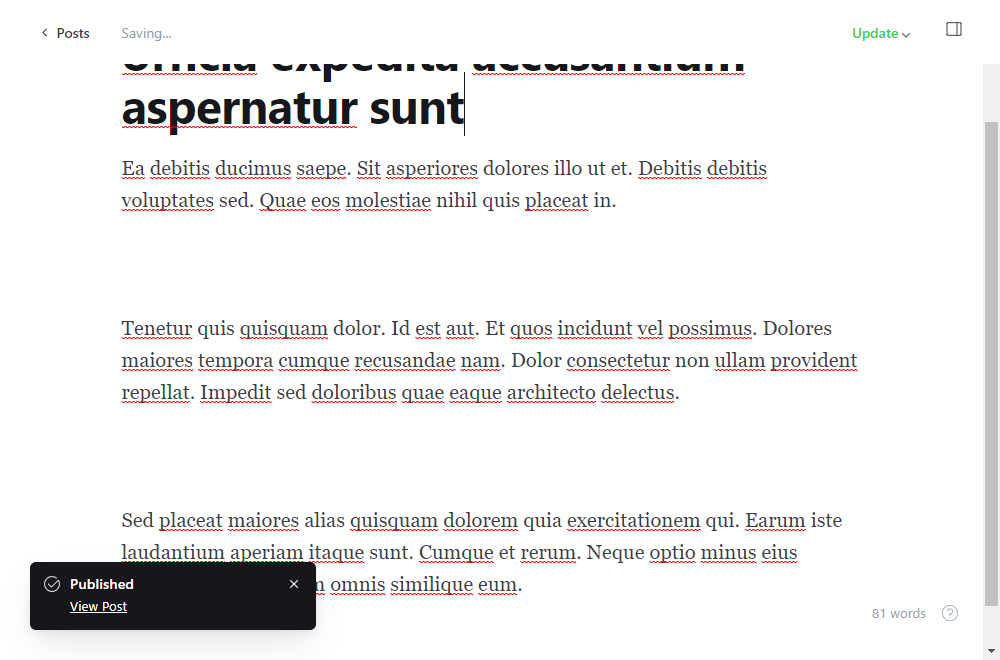 Posts
Saving...
Update
expedita accusantium
aspernatur sunt
Ea debitis ducimus saepe. Sit asperiores dolores illo ut et. Debitis debitis
voluptates sed. Quae eos molestiae nihil quis placeat in.
Tenetur quis quisquam dolor. Id est aut. Et quos incidunt vel possimus. Dolores
maiores tempora cumque recusandae nam. Dolor consectetur non ullam provident
repellat. Impedit sed doloribus quae eaque architecto delectus.
Sed placeat maiores alias quisquam dolorem quia exercitationem qui. Earum iste
laudantium aperiam itaque sunt. Cumque et rerum. Neque optio minus eius
omnis similique eum.
Published
View Post
81 words